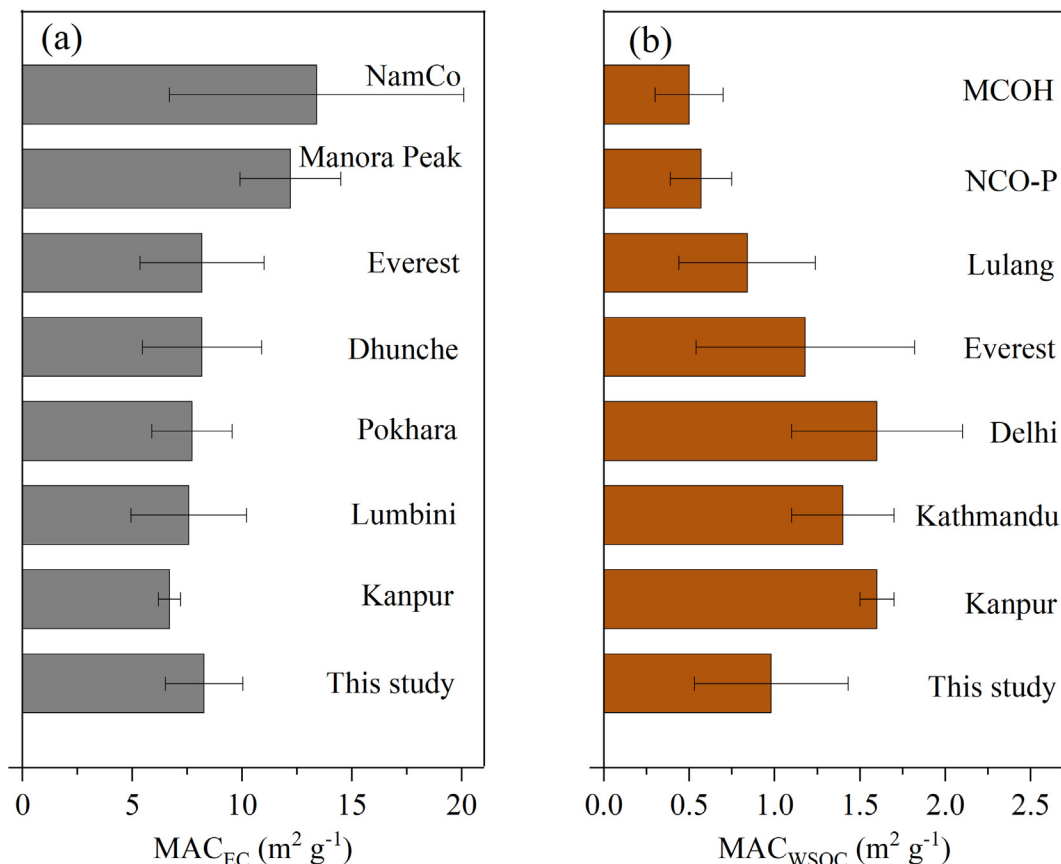 (a)
NamCo
Manora Peak
Everest
Dhunche
Pokhara
Lumbini
Kanpur
This study
0 5 10 15 20
MAC_EC (m² g⁻¹)
(b)
MCOH
NCO-P
Lulang
Everest
Delhi
Kathmandu
Kanpur
This study
0.0 0.5 1.0 1.5 2.0 2.5
MAC_WSOC (m² g⁻¹)